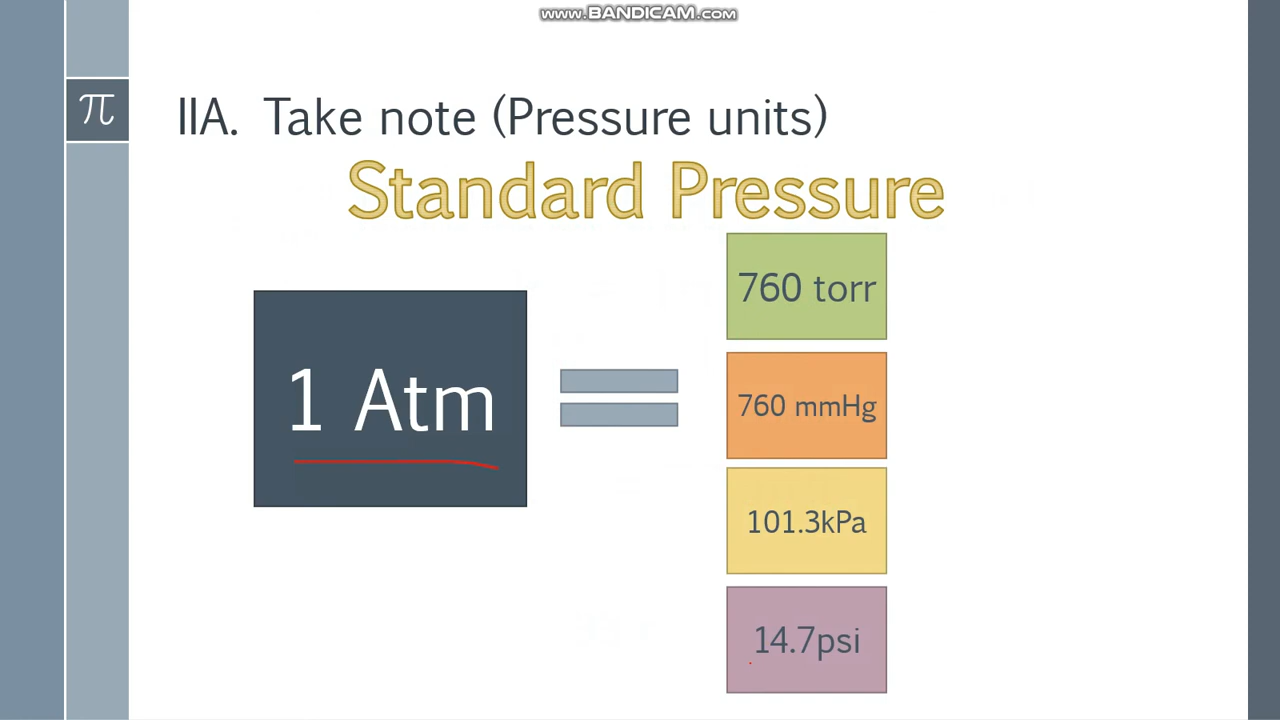 www.BANDICAM.com
π
IIA. Take note (Pressure units)
Standard Pressure
1 Atm
760 torr
760 mmHg
101.3kPa
14.7psi